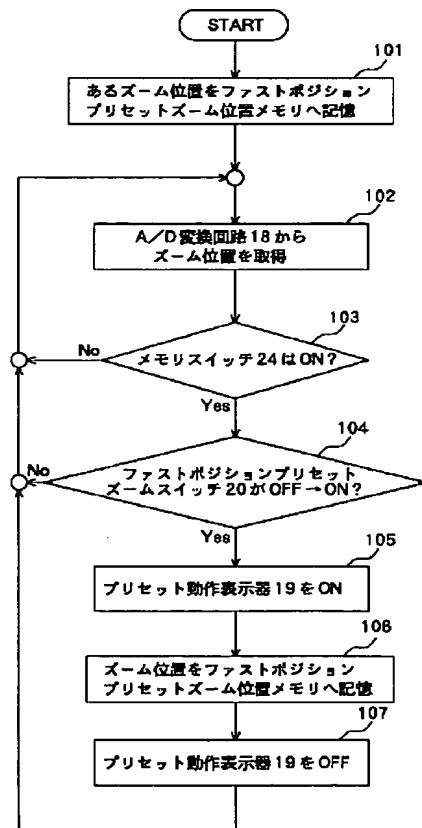 START
101
あるズーム位置をファストポジション
プリセットズーム位置メモリへ記憶
102
A/D変換回路18から
ズーム位置を取得
103
メモリスイッチ24はON?
No
Yes
104
ファストポジションプリセット
ズームスイッチ20がOFF→ON?
No
Yes
105
プリセット動作表示器19をON
106
ズーム位置をファストポジション
プリセットズーム位置メモリへ記憶
107
プリセット動作表示器19をOFF